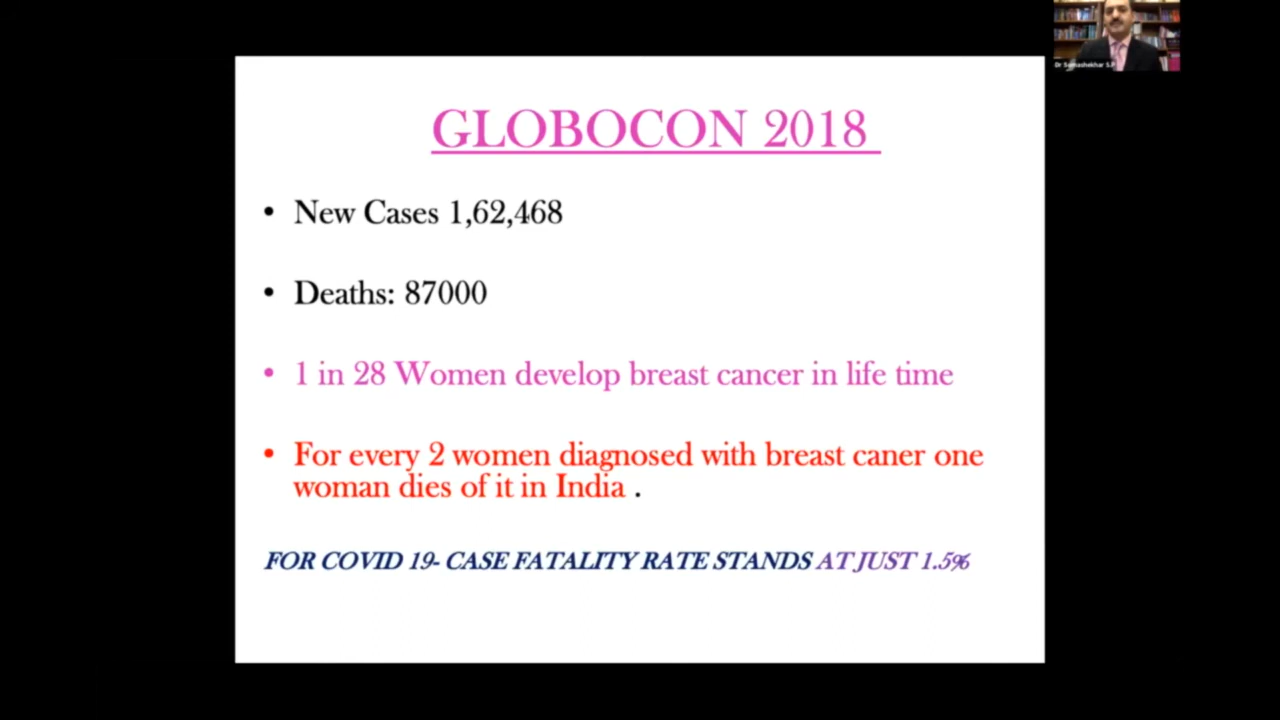 GLOBOCON 2018
• New Cases 1,62,468
• Deaths: 87000
• 1 in 28 Women develop breast cancer in life time
• For every 2 women diagnosed with breast caner one
woman dies of it in India .
FOR COVID 19- CASE FATALITY RATE STANDS AT JUST 1.5%
Dr Somashekhar S.P